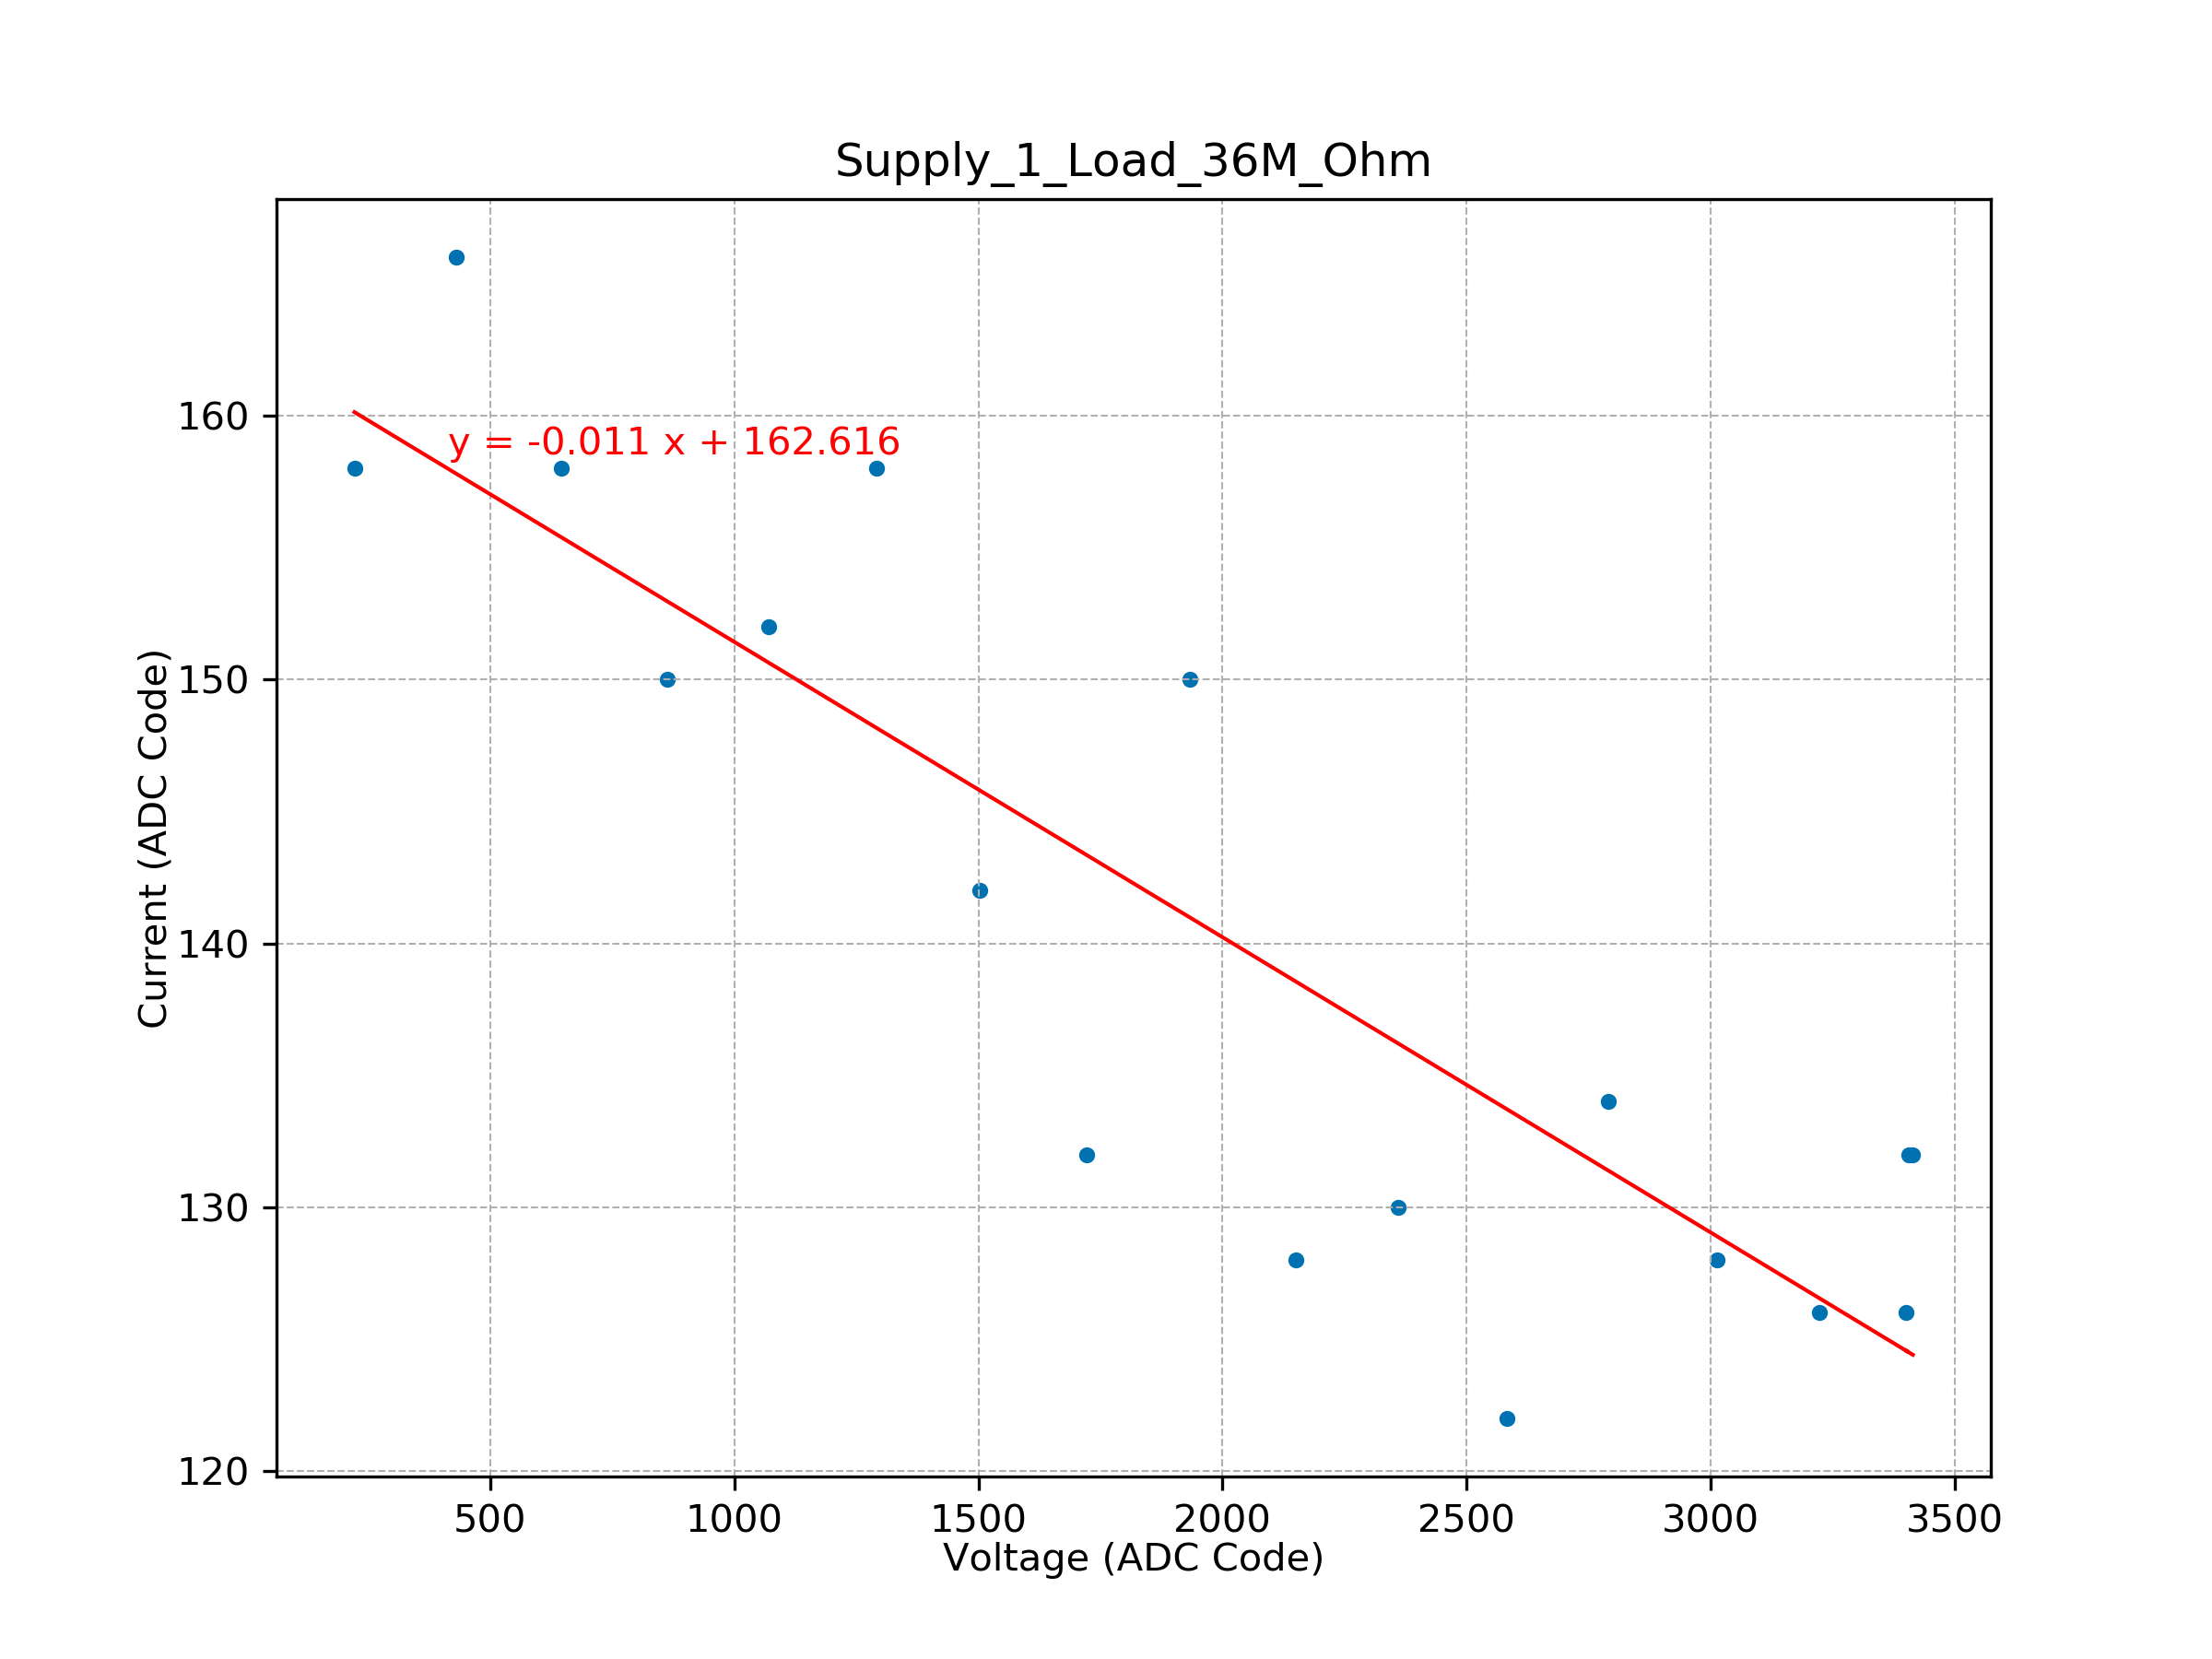 Supply_1_Load_36M_Ohm
y = -0.011 x + 162.616
Current (ADC Code)
160
150
140
130
120
500 1000 1500 2000 2500 3000 3500
Voltage (ADC Code)